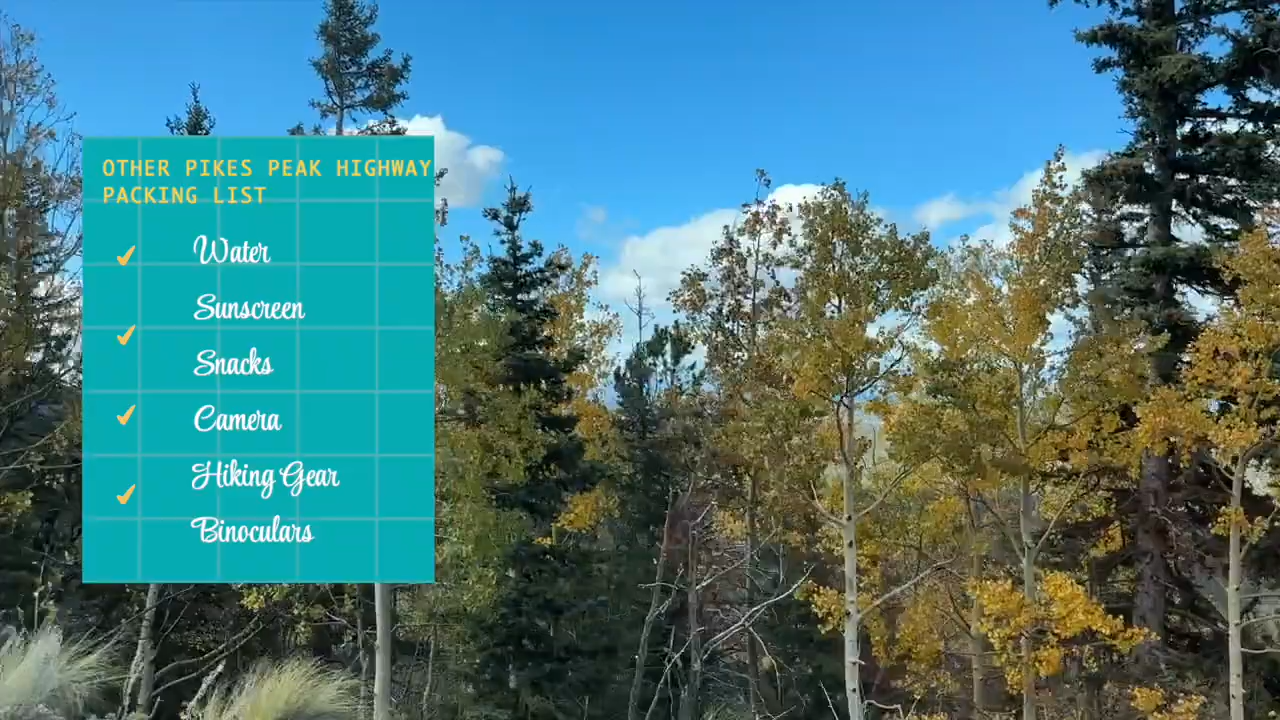 OTHER PIKES PEAK HIGHWAY
PACKING LIST
Water
Sunscreen
Snacks
Camera
Hiking Gear
Binoculars